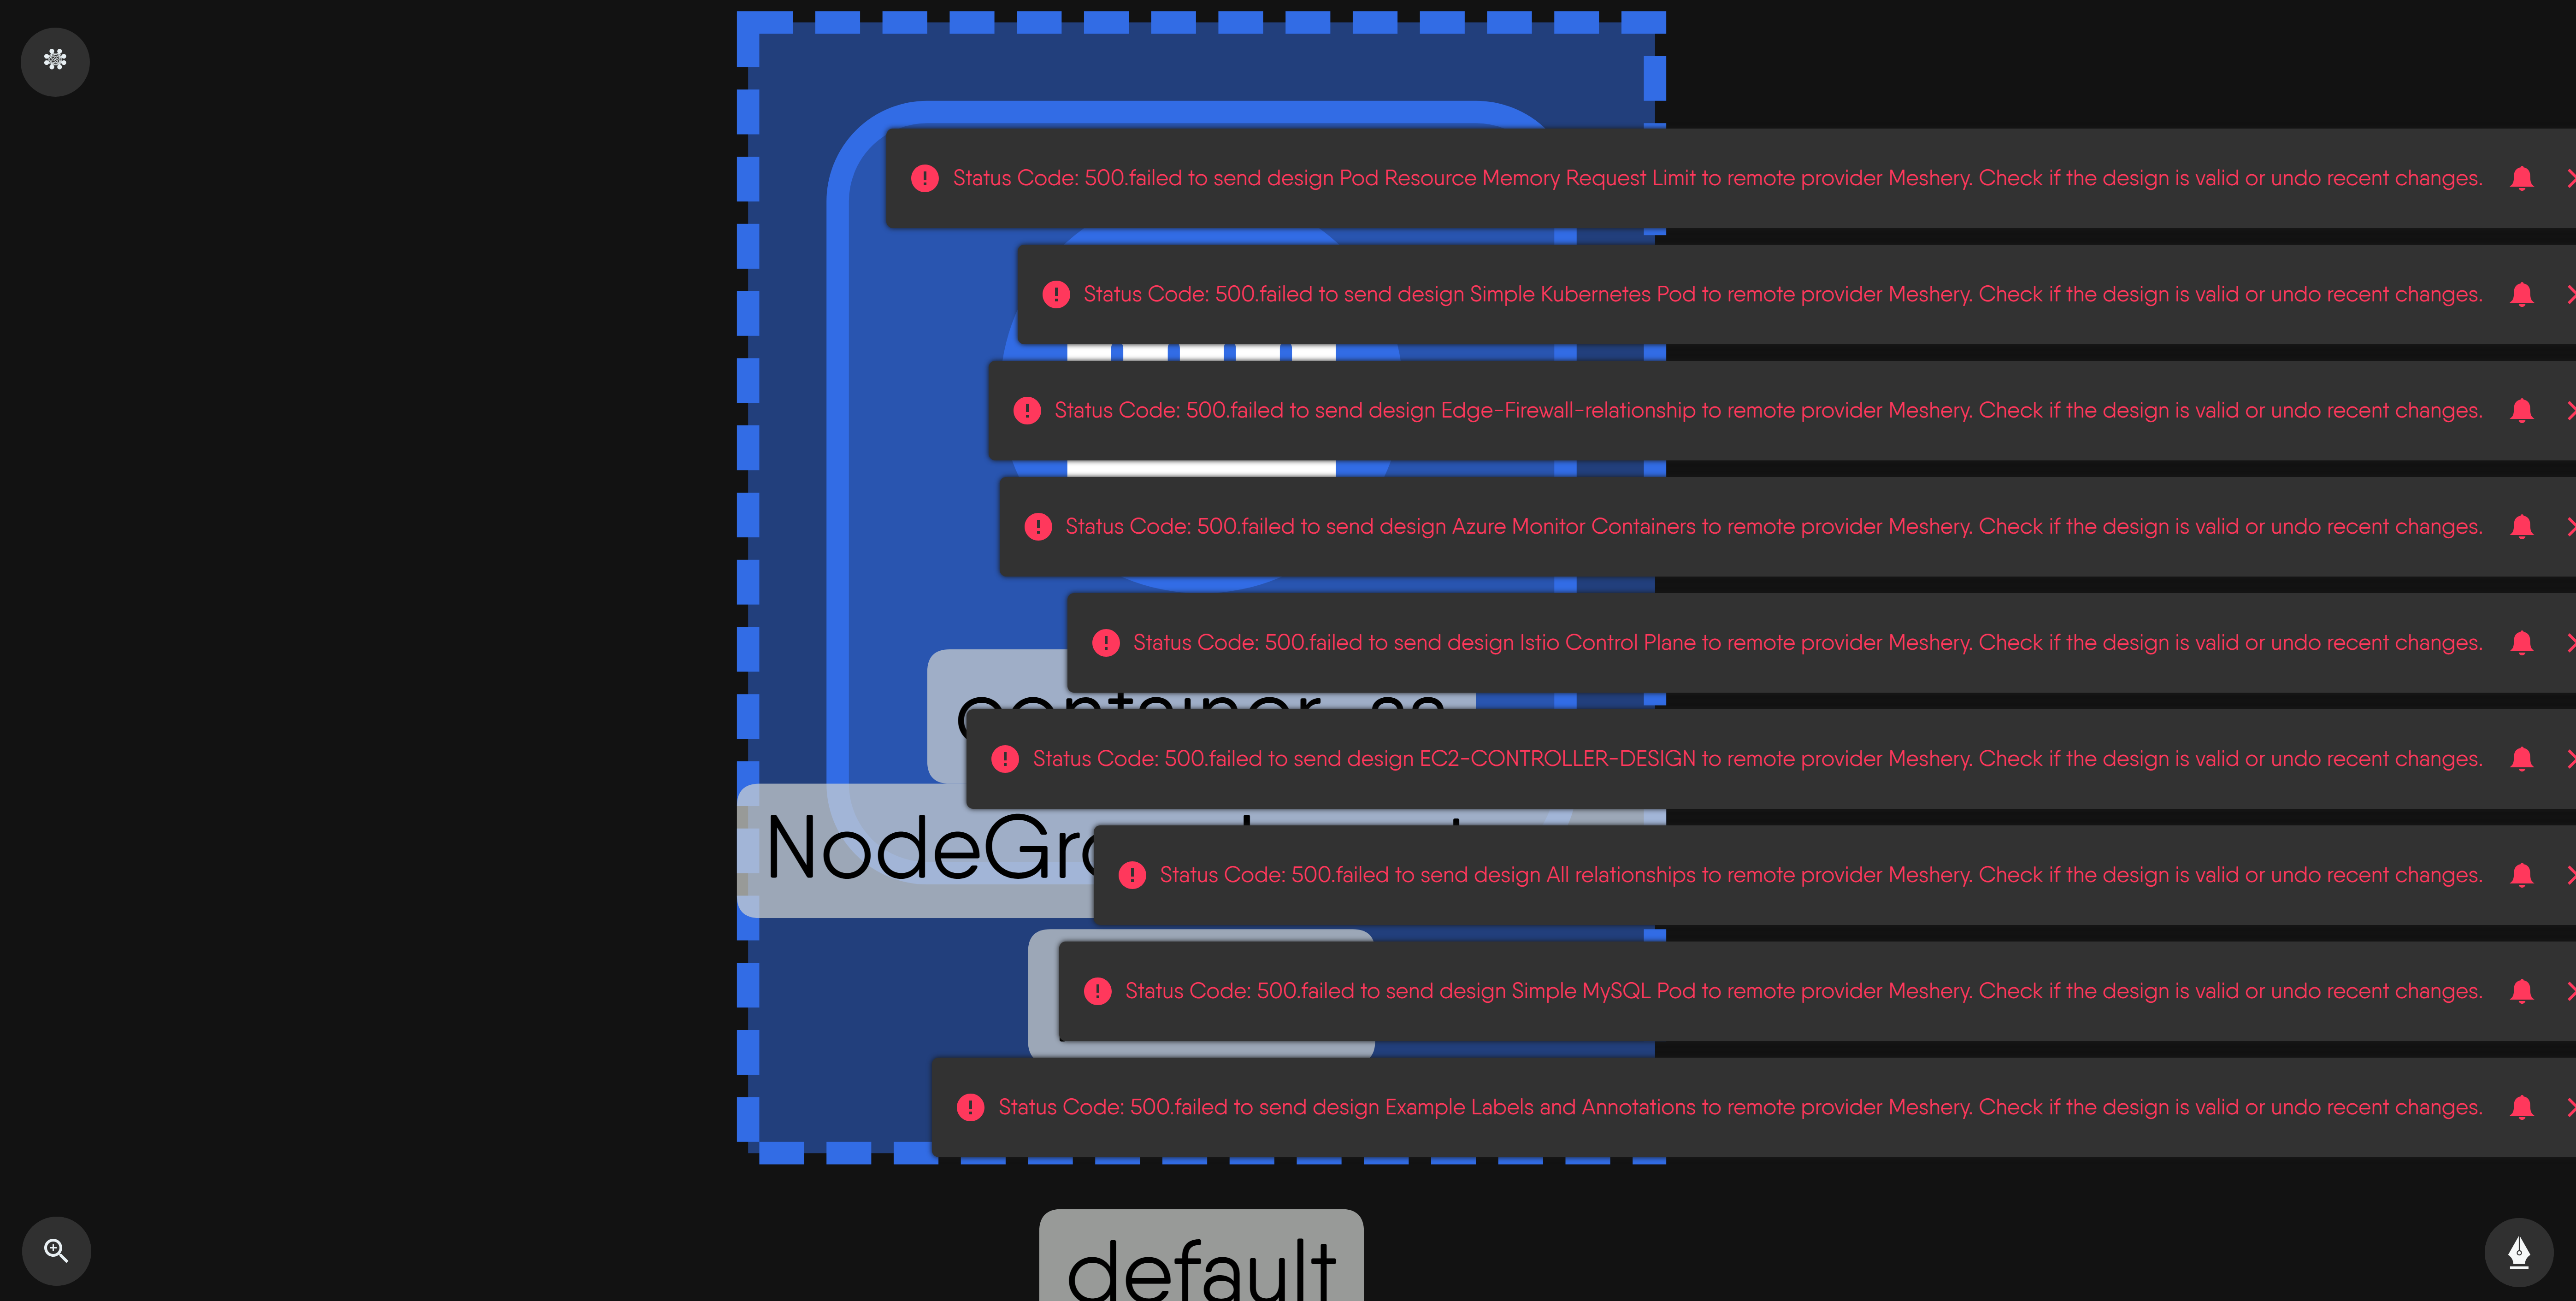 Status Code: 500.failed to send design Pod Resource Memory Request Limit to remote provider Meshery. Check if the design is valid or undo recent changes.
Status Code: 500.failed to send design Simple Kubernetes Pod to remote provider Meshery. Check if the design is valid or undo recent changes.
Status Code: 500.failed to send design Edge-Firewall-relationship to remote provider Meshery. Check if the design is valid or undo recent changes.
Status Code: 500.failed to send design Azure Monitor Containers to remote provider Meshery. Check if the design is valid or undo recent changes.
Status Code: 500.failed to send design Istio Control Plane to remote provider Meshery. Check if the design is valid or undo recent changes.
Status Code: 500.failed to send design EC2-CONTROLLER-DESIGN to remote provider Meshery. Check if the design is valid or undo recent changes.
Status Code: 500.failed to send design All relationships to remote provider Meshery. Check if the design is valid or undo recent changes.
Status Code: 500.failed to send design Simple MySQL Pod to remote provider Meshery. Check if the design is valid or undo recent changes.
Status Code: 500.failed to send design Example Labels and Annotations to remote provider Meshery. Check if the design is valid or undo recent changes.
default